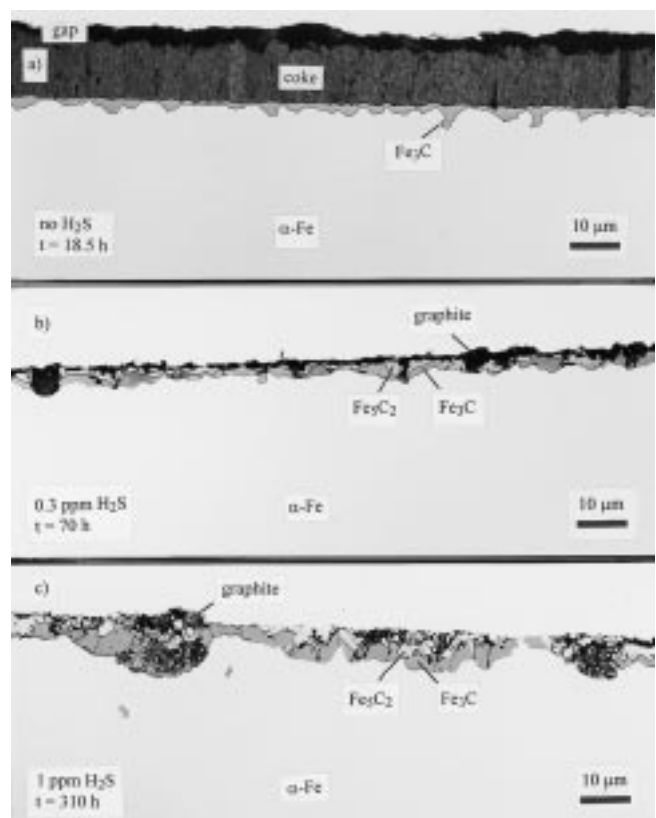 gap
a)
coke
Fe₃C
no H₂S
t = 18.5 h
α-Fe
10 μm
b)
graphite
Fe₅C₂
Fe₃C
0.3 ppm H₂S
t = 70 h
α-Fe
10 μm
c)
graphite
Fe₅C₂
Fe₃C
1 ppm H₂S
t = 310 h
α-Fe
10 μm